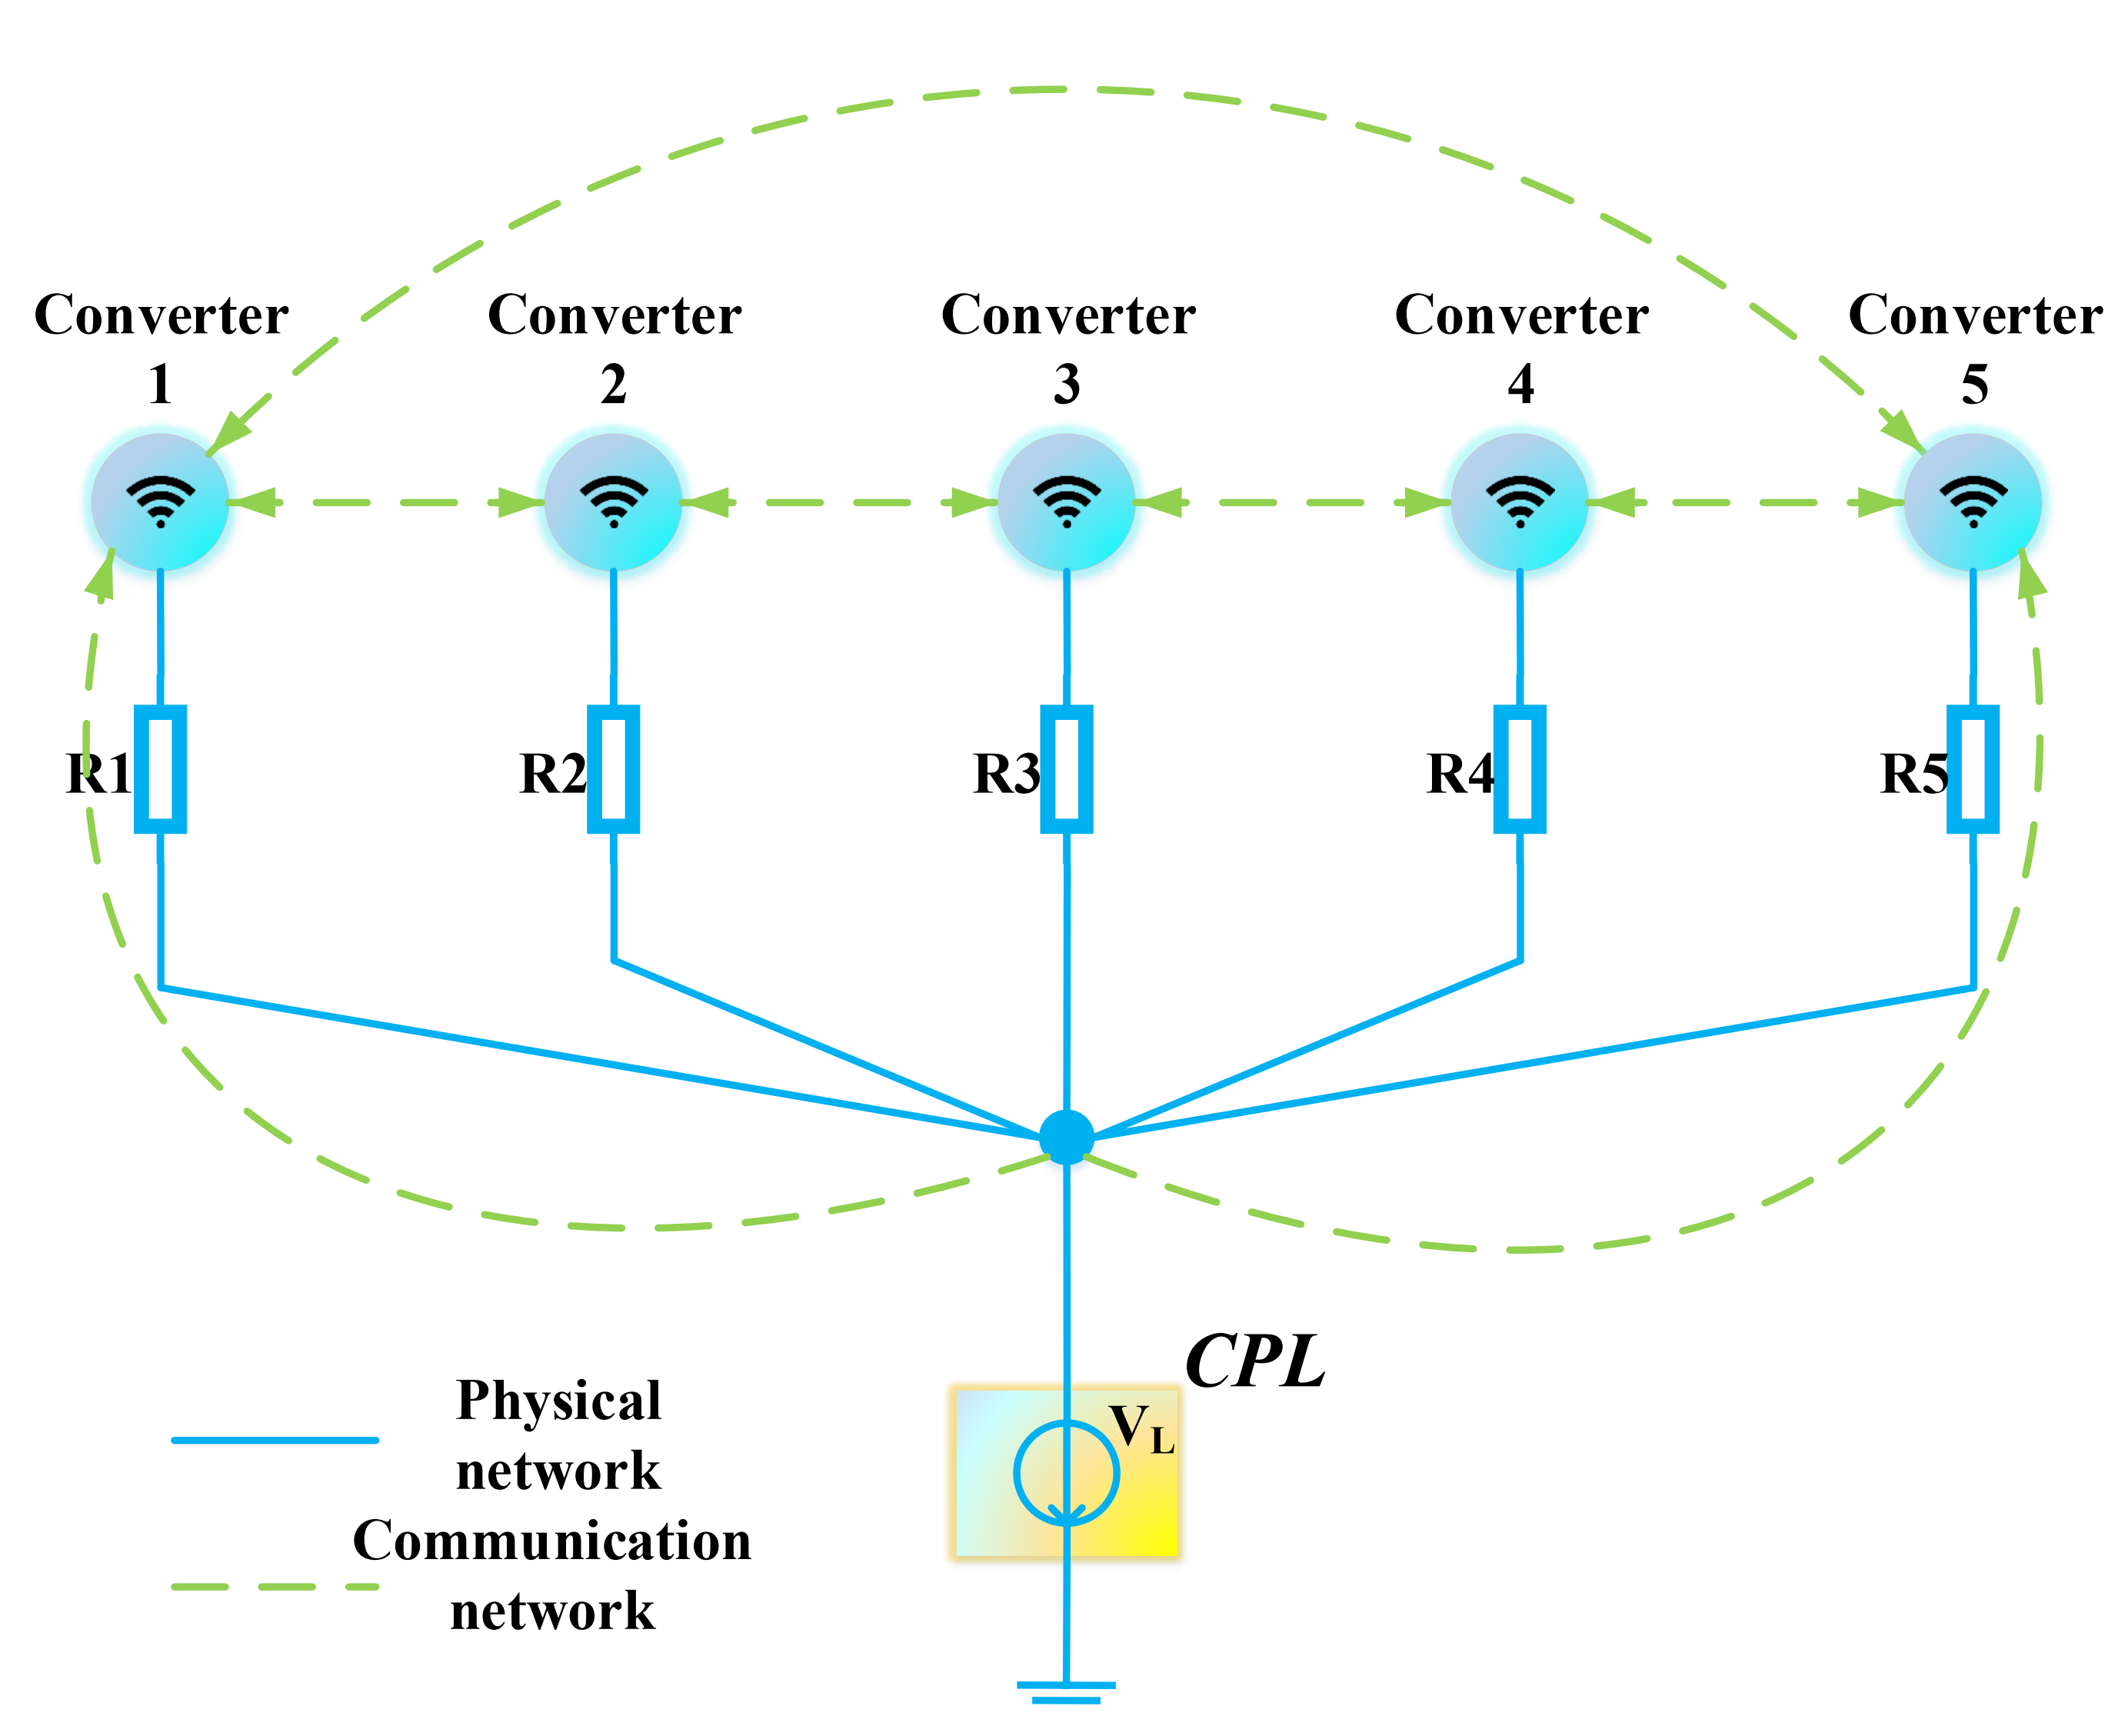 Converter
1
Converter
2
Converter
3
Converter
4
Converter
5
R1
R2
R3
R4
R5
CPL
VL
Physical
network
Communication
network